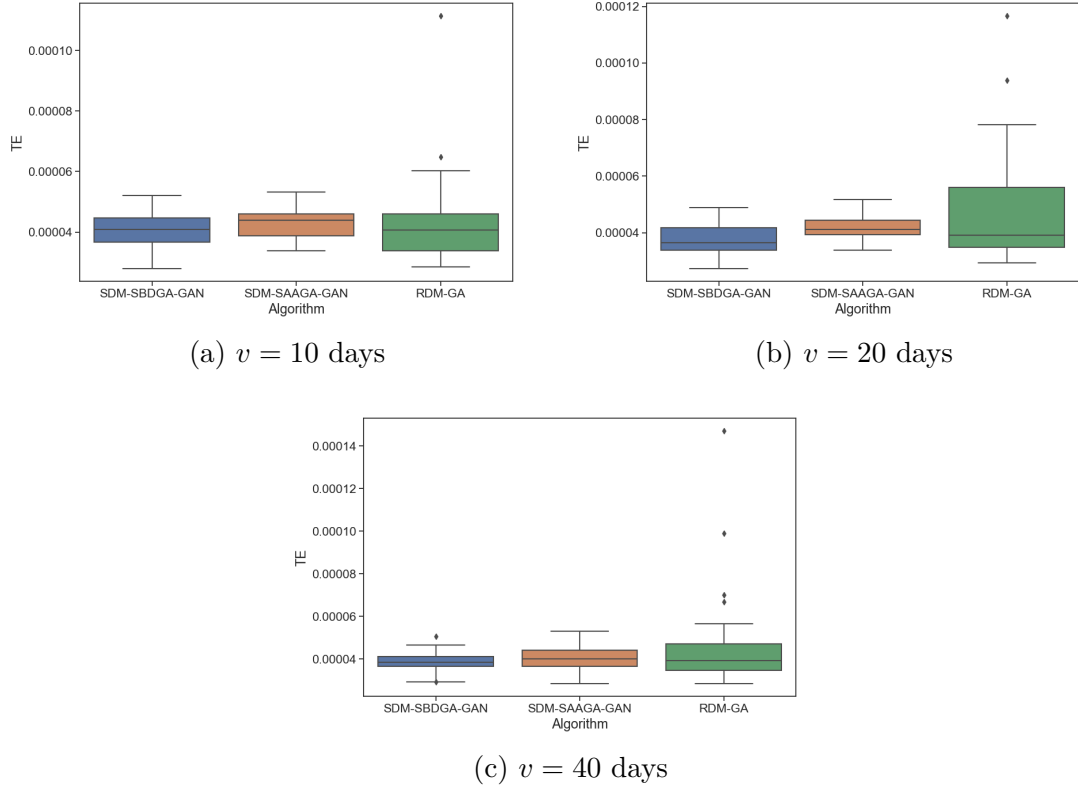 0.00010
0.00008
0.00006
0.00004
TE
SDM-SBDGA-GAN SDM-SAAGA-GAN RDM-GA
Algorithm
(a) v = 10 days
0.00012
0.00010
0.00008
0.00006
0.00004
TE
SDM-SBDGA-GAN SDM-SAAGA-GAN RDM-GA
Algorithm
(b) v = 20 days
0.00014
0.00012
0.00010
0.00008
0.00006
0.00004
TE
SDM-SBDGA-GAN SDM-SAAGA-GAN RDM-GA
Algorithm
(c) v = 40 days